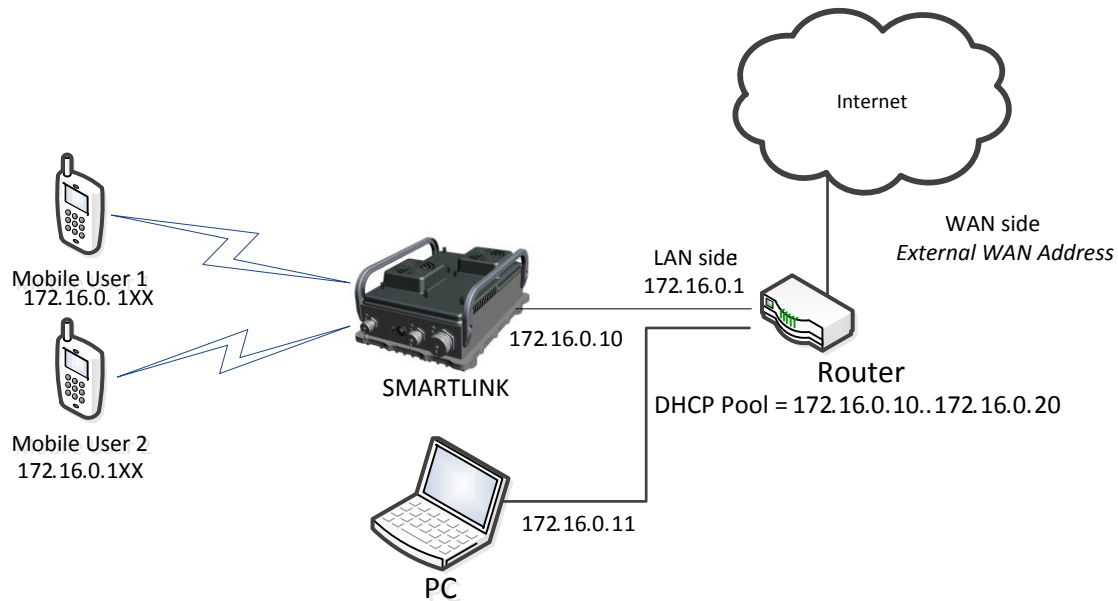 Internet
WAN side
External WAN Address
LAN side
172.16.0.1
Mobile User 1
172.16.0. 1XX
172.16.0.10
SMARTLINK
Router
DHCP Pool = 172.16.0.10..172.16.0.20
Mobile User 2
172.16.0.1XX
172.16.0.11
PC